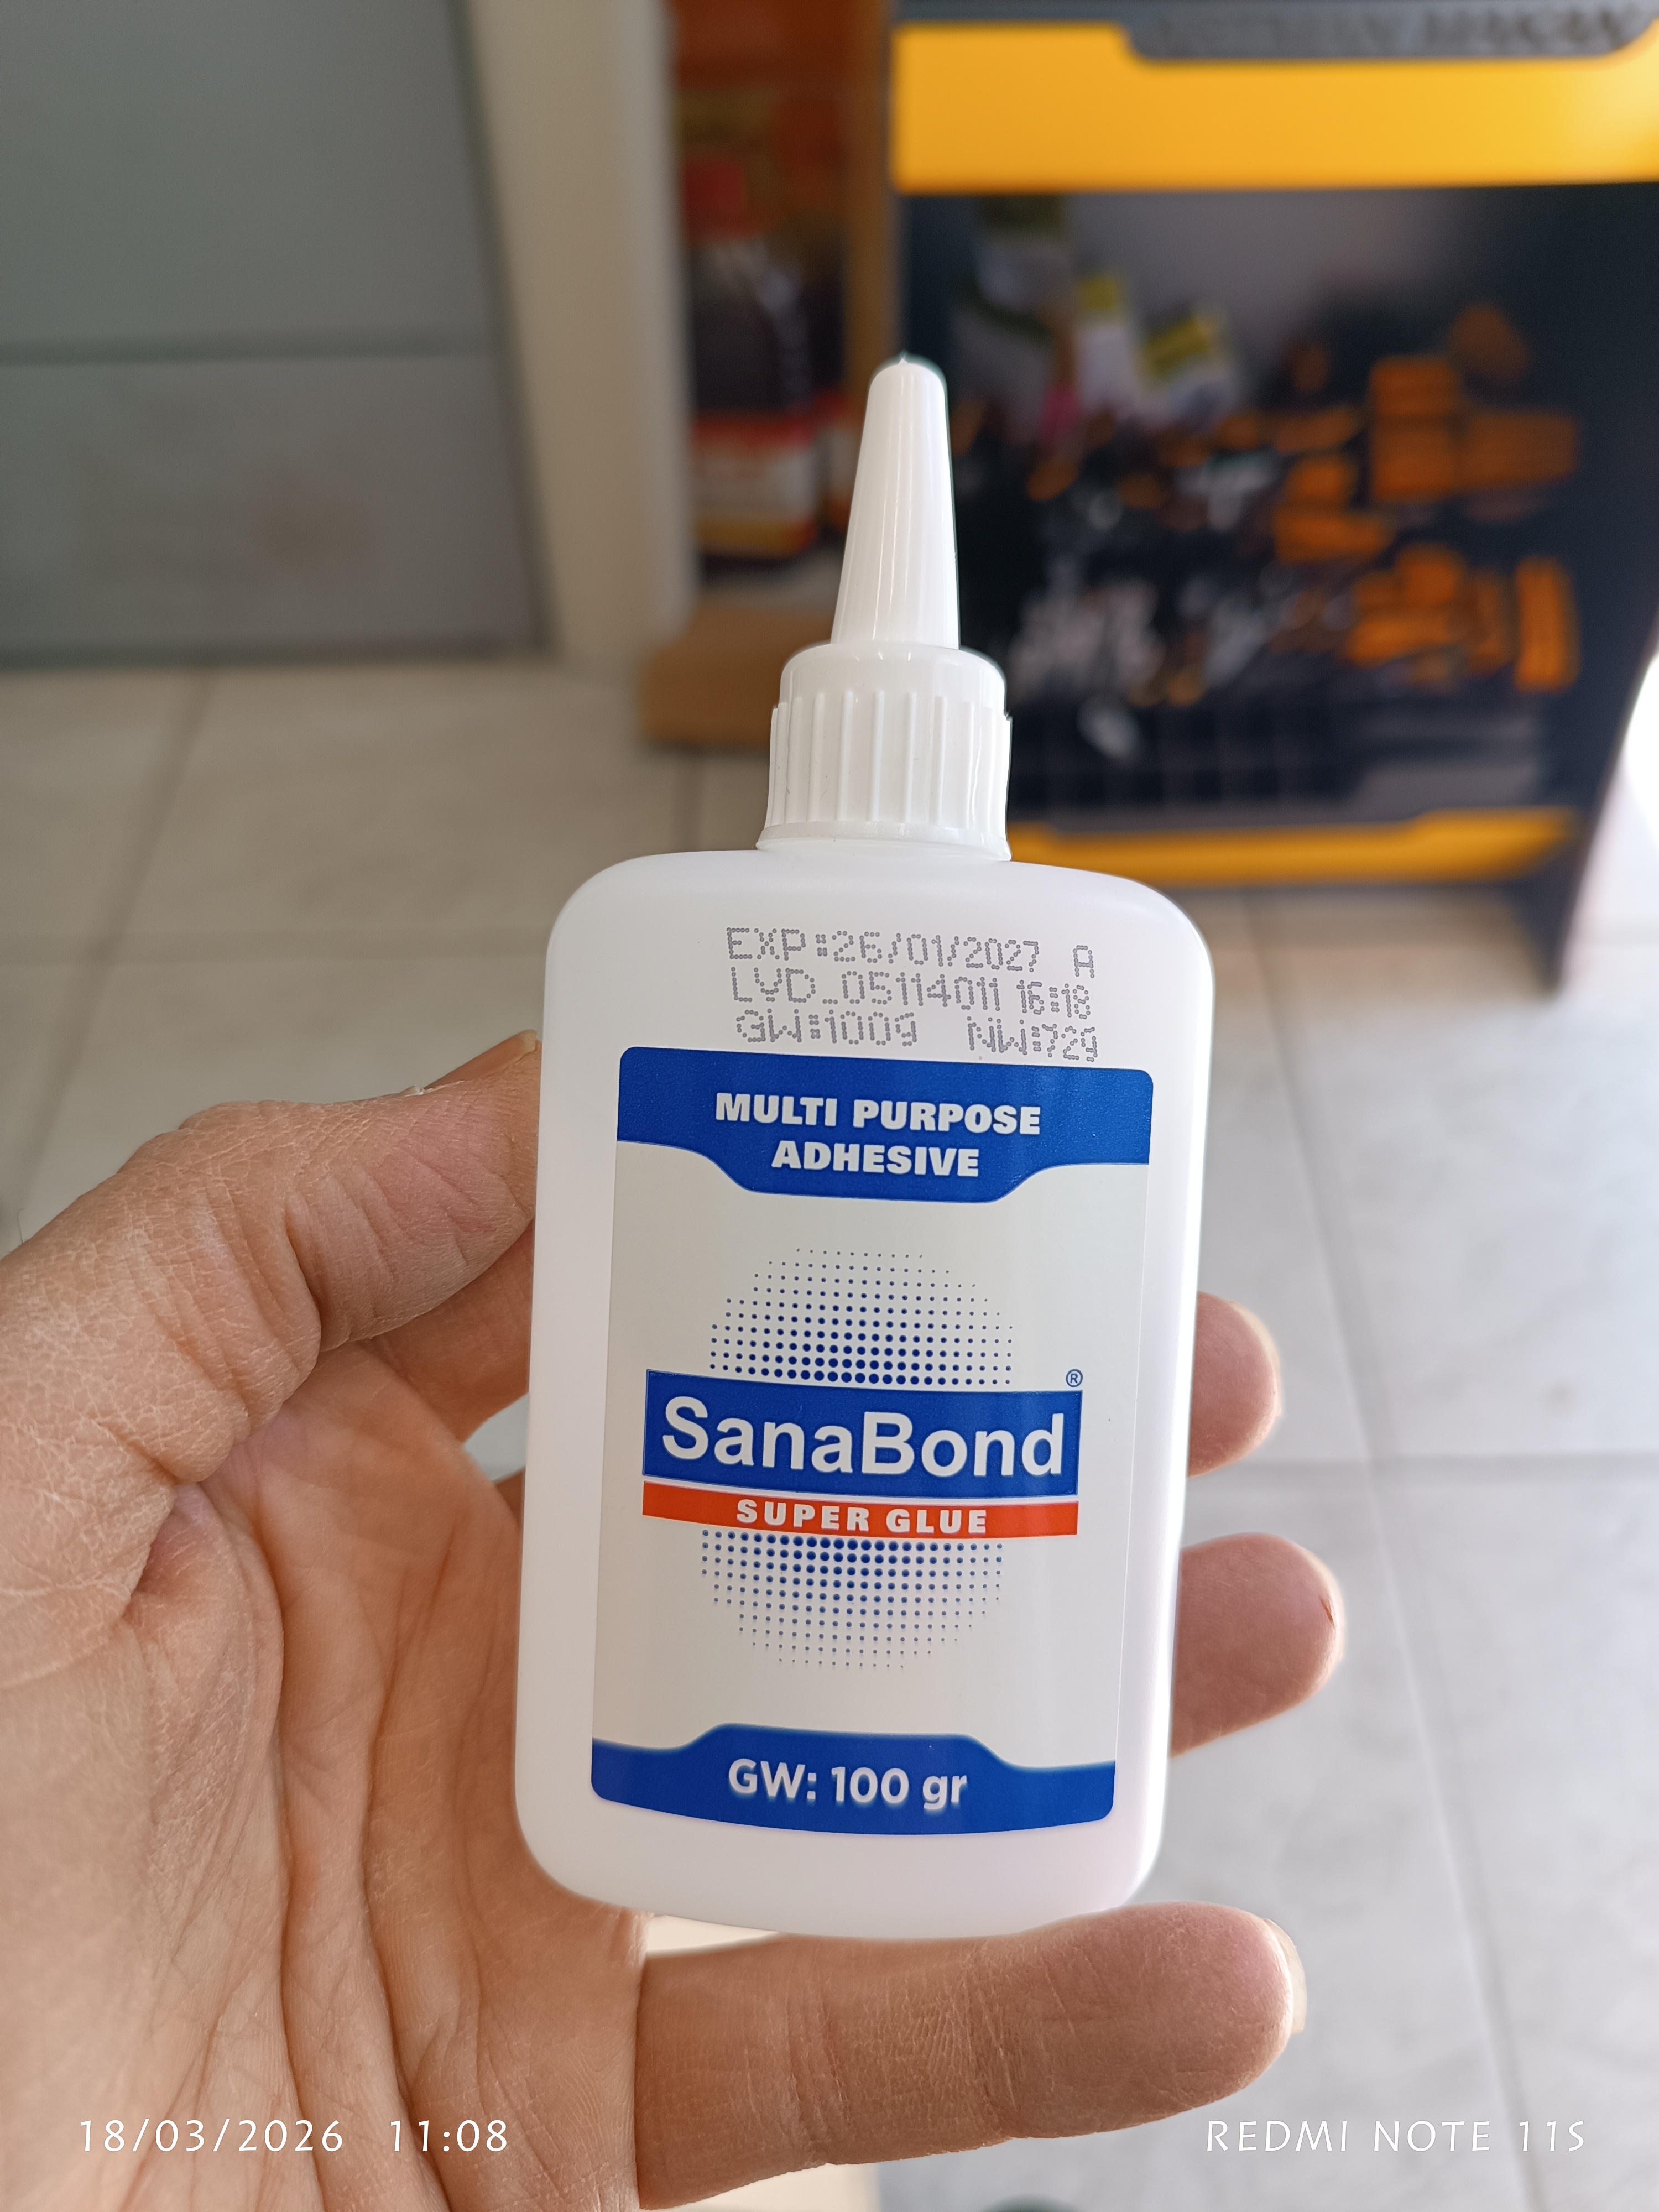 EXP:26/01/2027 A
LYD_05114011 16:18
GW:100g NW:72g
MULTI PURPOSE
ADHESIVE
SanaBond®
SUPER GLUE
GW: 100 gr
18/03/2026 11:08
REDMI NOTE 11S